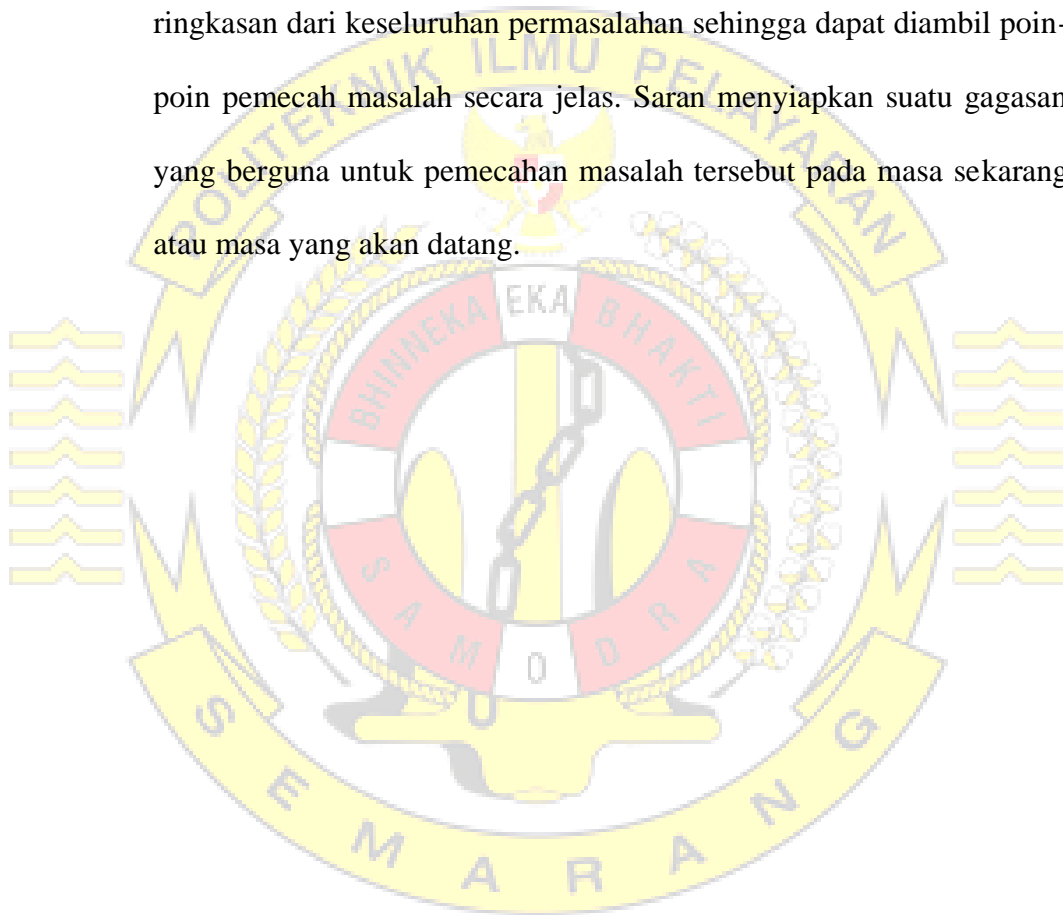 ringkasan dari keseluruhan permasalahan sehingga dapat diambil poin-
poin pemecah masalah secara jelas. Saran menyiapkan suatu gagasan
yang berguna untuk pemecahan masalah tersebut pada masa sekarang
atau masa yang akan datang.
POLITEKNIK ILMU PELAYARAN
BHINNEKA EKA BHAKTI
SAMODRA
SEMARANG